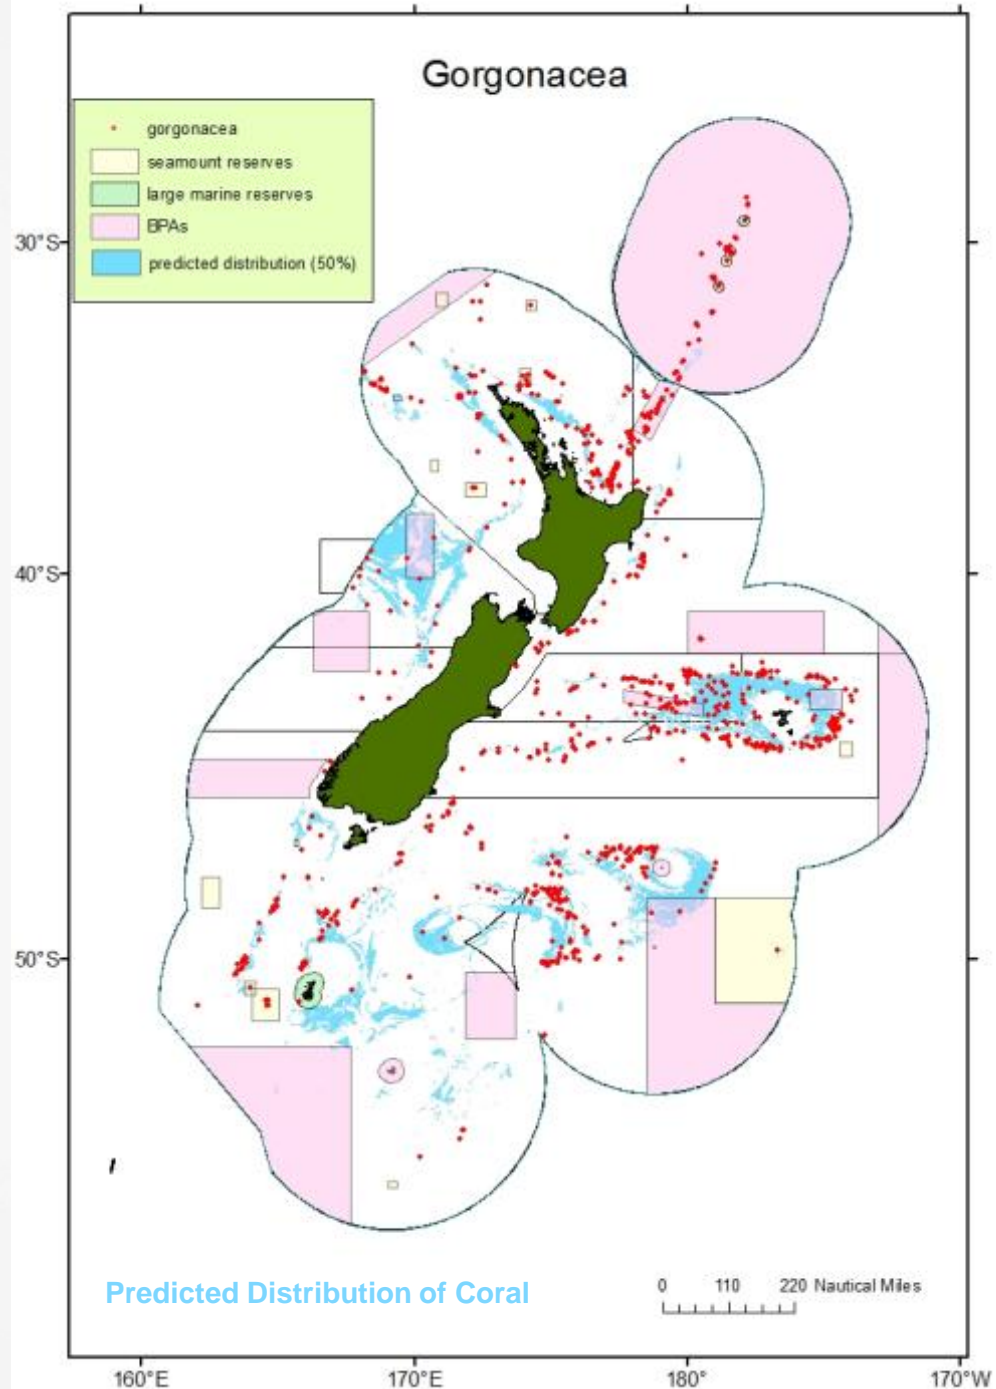 Gorgonacea
gorgonacea
seamount reserves
large marine reserves
BPAs
predicted distribution (50%)
30°S
40°S
50°S
Predicted Distribution of Coral
0 110 220 Nautical Miles
160°E 170°E 180° 170°W